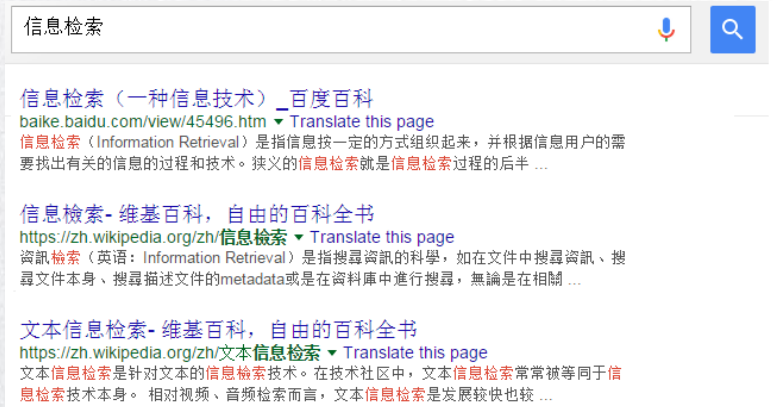 信息检索
信息检索（一种信息技术）_百度百科
baike.baidu.com/view/45496.htm ▼ Translate this page
信息检索（Information Retrieval）是指信息按一定的方式组织起来，并根据信息用户的需
要找出有关的信息的过程和技术。狭义的信息检索就是信息检索过程的后半 ...
信息檢索- 维基百科，自由的百科全书
https://zh.wikipedia.org/zh/信息檢索 ▼ Translate this page
資訊檢索（英语：Information Retrieval）是指搜尋資訊的科學，如在文件中搜尋資訊、搜
尋文件本身、搜尋描述文件的metadata或是在資料庫中進行搜尋，無論是在相關 ...
文本信息检索- 维基百科，自由的百科全书
https://zh.wikipedia.org/zh/文本信息检索 ▼ Translate this page
文本信息检索是针对文本的信息檢索技术。在技术社区中，文本信息检索常常被等同于信
息检索技术本身。 相对视频、音频检索而言，文本信息检索是发展较快也较 ...